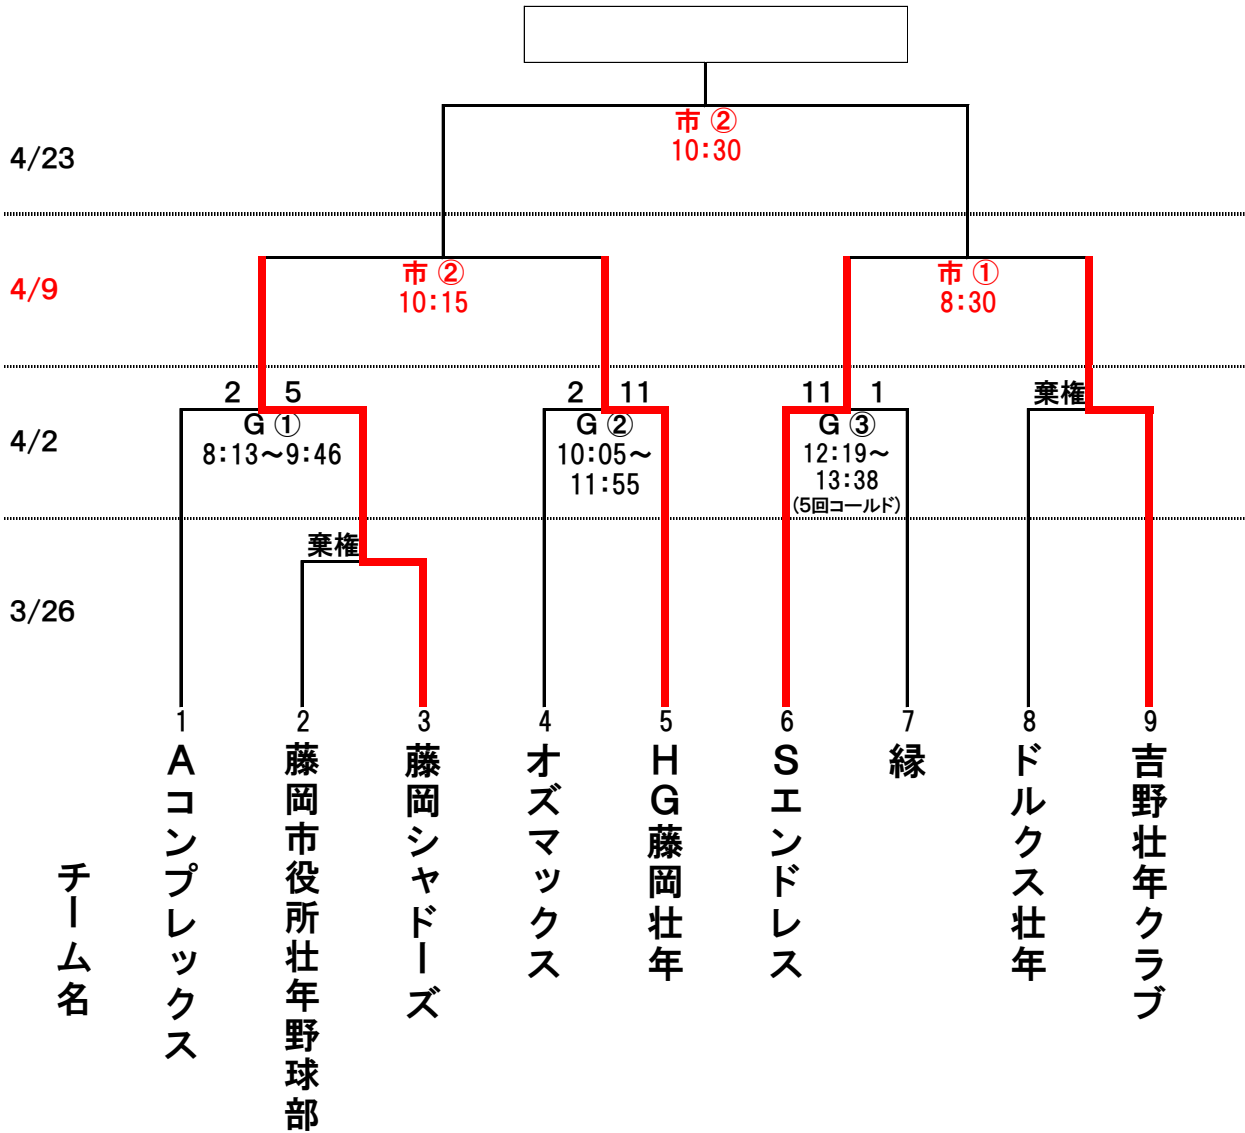 市 ②
10:30
4/23
4/9
市 ②
10:15
市 ①
8:30
2 5
2 11
11 1
棄権
4/2
G ①
8:13～9:46
G ②
10:05～
11:55
G ③
12:19～
13:38
(5回コールド)
棄権
3/26
1 2 3 4 5 6 7 8 9
チーム名
Aコンプレックス
藤岡市役所壮年野球部
藤岡シャドーズ
オズマックス
HG藤岡壮年
Sエンドレス
縁
ドルクス壮年
吉野壮年クラブ